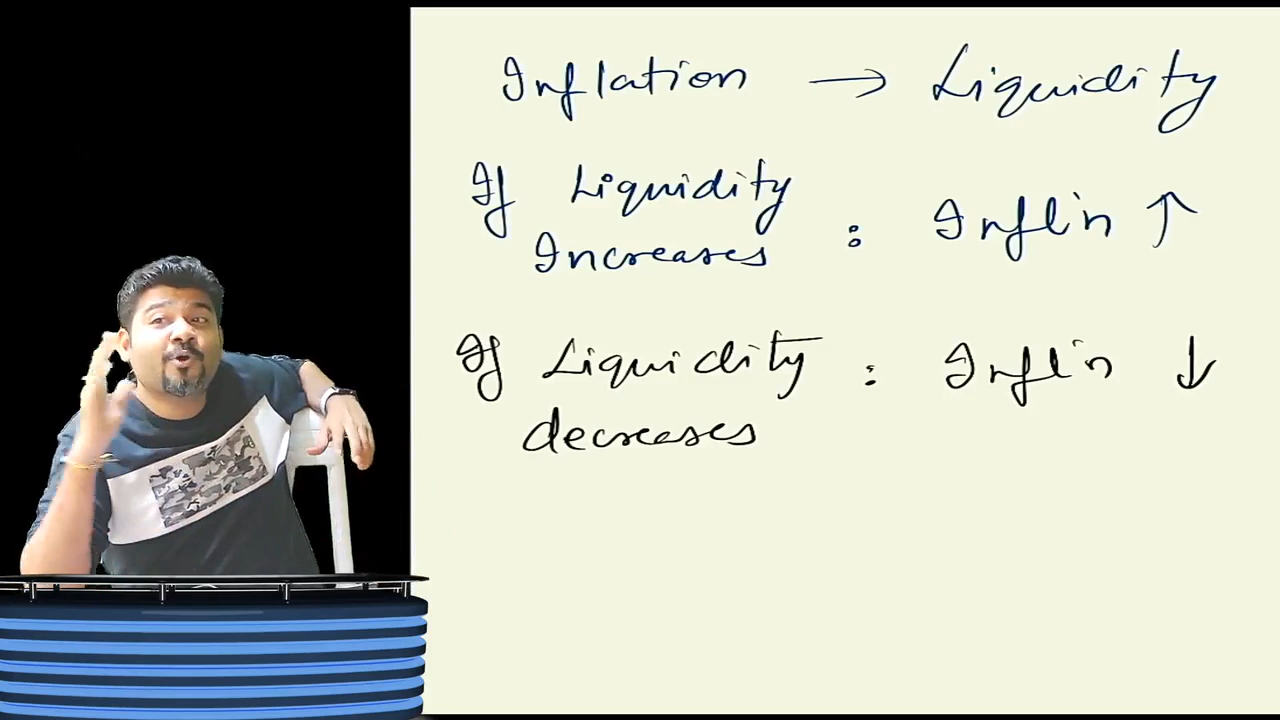 Inflation → Liquidity
If Liquidity
Increases : Infl'n ↑
If Liquidity : Infl'n ↓
decreases